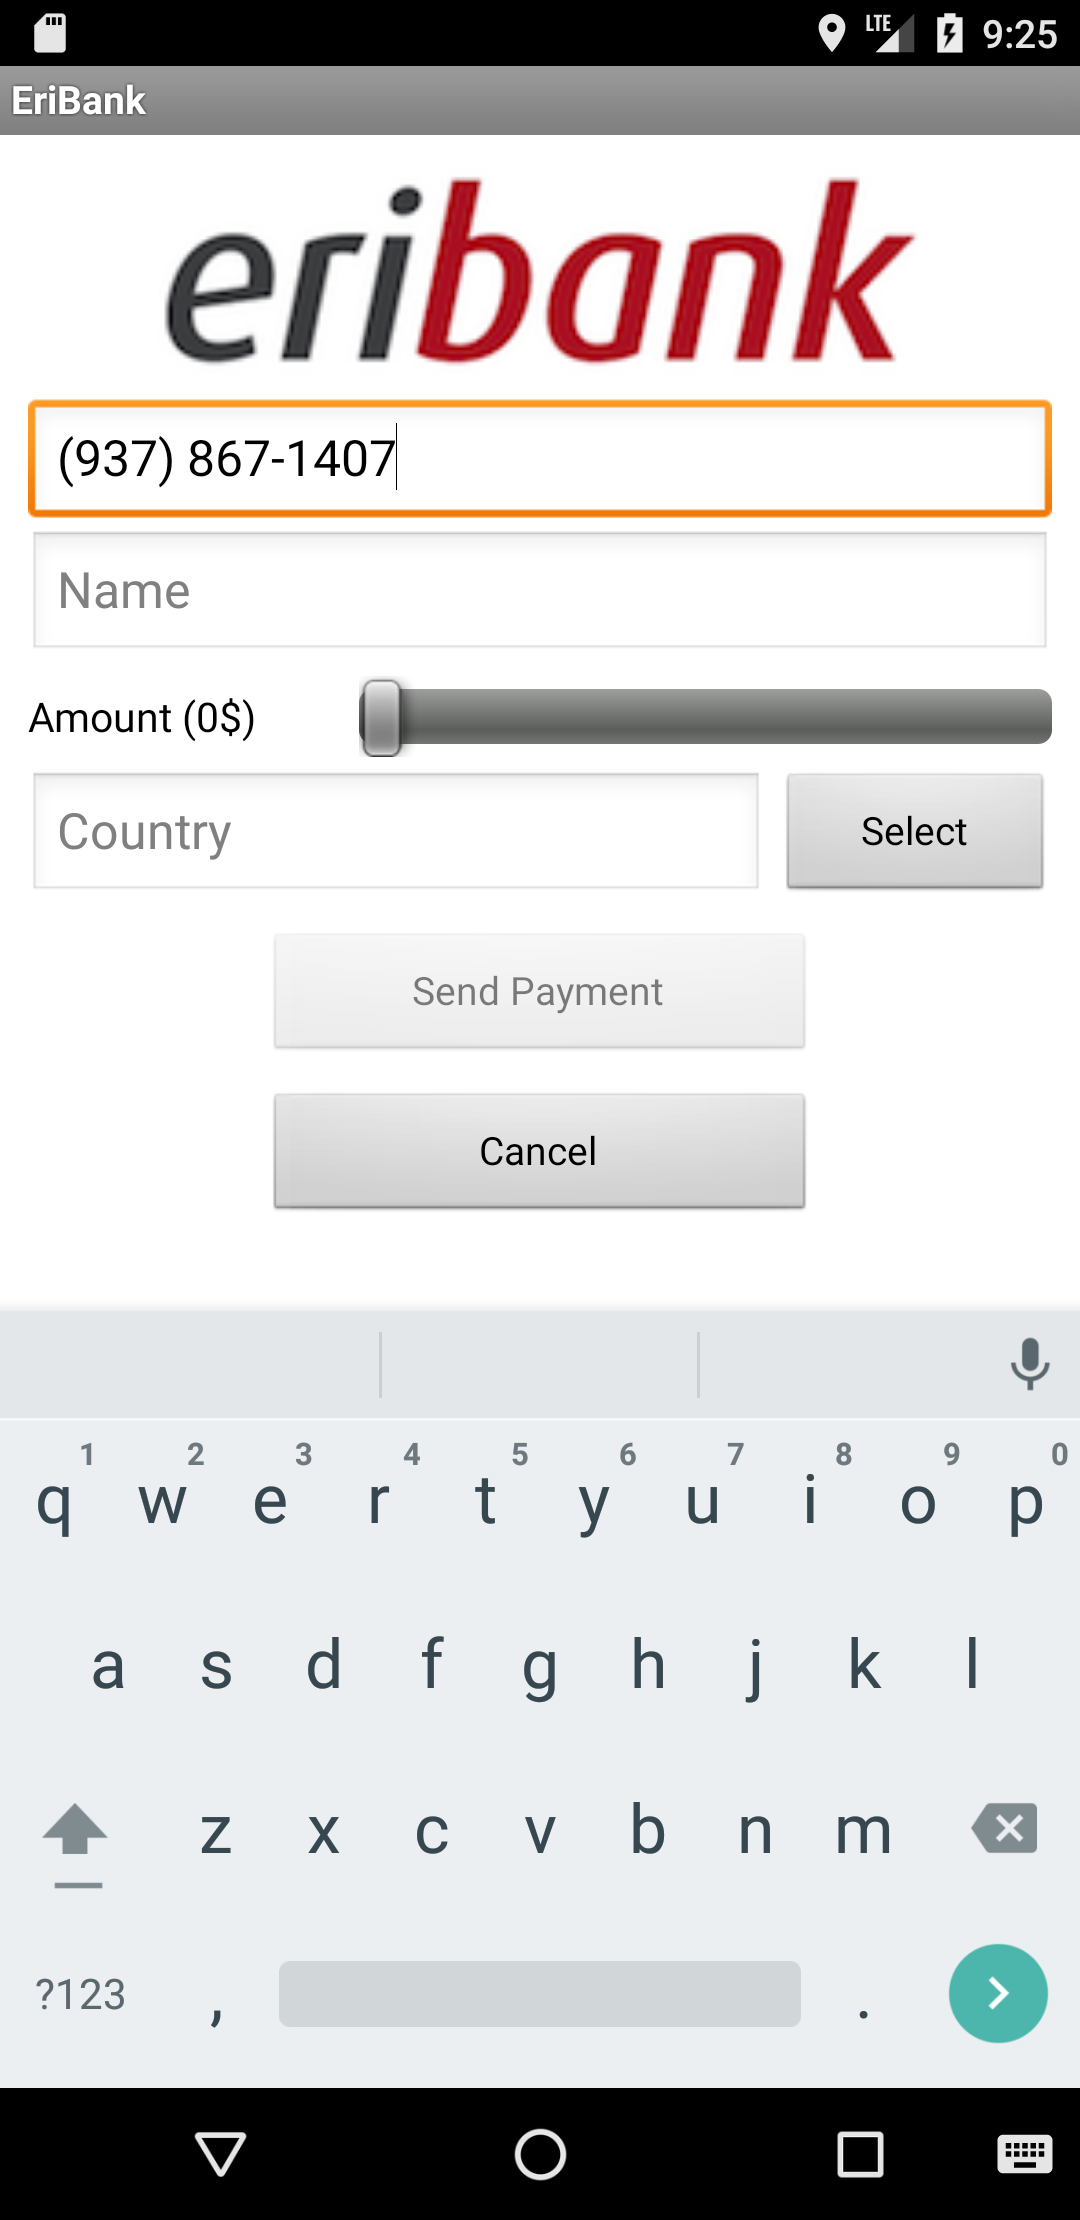 LTE 9:25
EriBank
eribank
(937) 867-1407
Name
Amount (0$)
Country Select
Send Payment
Cancel
1 2 3 4 5 6 7 8 9 0
q w e r t y u i o p
a s d f g h j k l
z x c v b n m
?123 , .